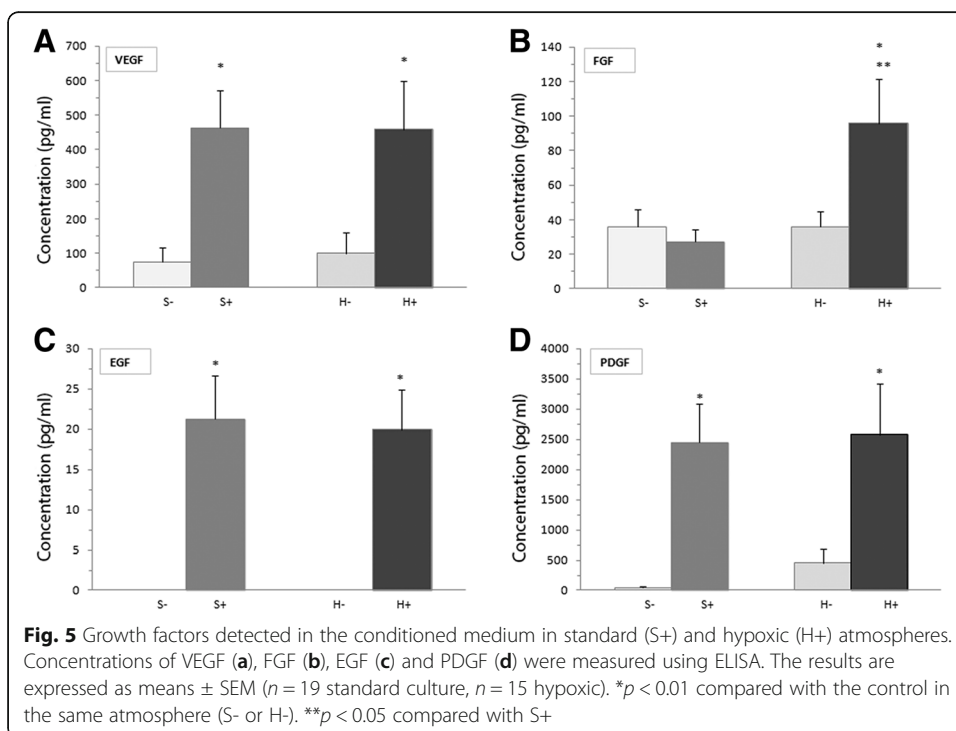 A
VEGF
*
*
Concentration (pg/ml)
700
600
500
400
300
200
100
0
S-
S+
H-
H+
B
FGF
*
**
Concentration (pg/ml)
140
120
100
80
60
40
20
0
S-
S+
H-
H+
C
EGF
*
*
Concentration (pg/ml)
30
25
20
15
10
5
0
S-
S+
H-
H+
D
PDGF
*
*
Concentration (pg/ml)
4000
3500
3000
2500
2000
1500
1000
500
0
S-
S+
H-
H+
Fig. 5 Growth factors detected in the conditioned medium in standard (S+) and hypoxic (H+) atmospheres.
Concentrations of VEGF (a), FGF (b), EGF (c) and PDGF (d) were measured using ELISA. The results are
expressed as means ± SEM (n = 19 standard culture, n = 15 hypoxic). *p < 0.01 compared with the control in
the same atmosphere (S- or H-). **p < 0.05 compared with S+